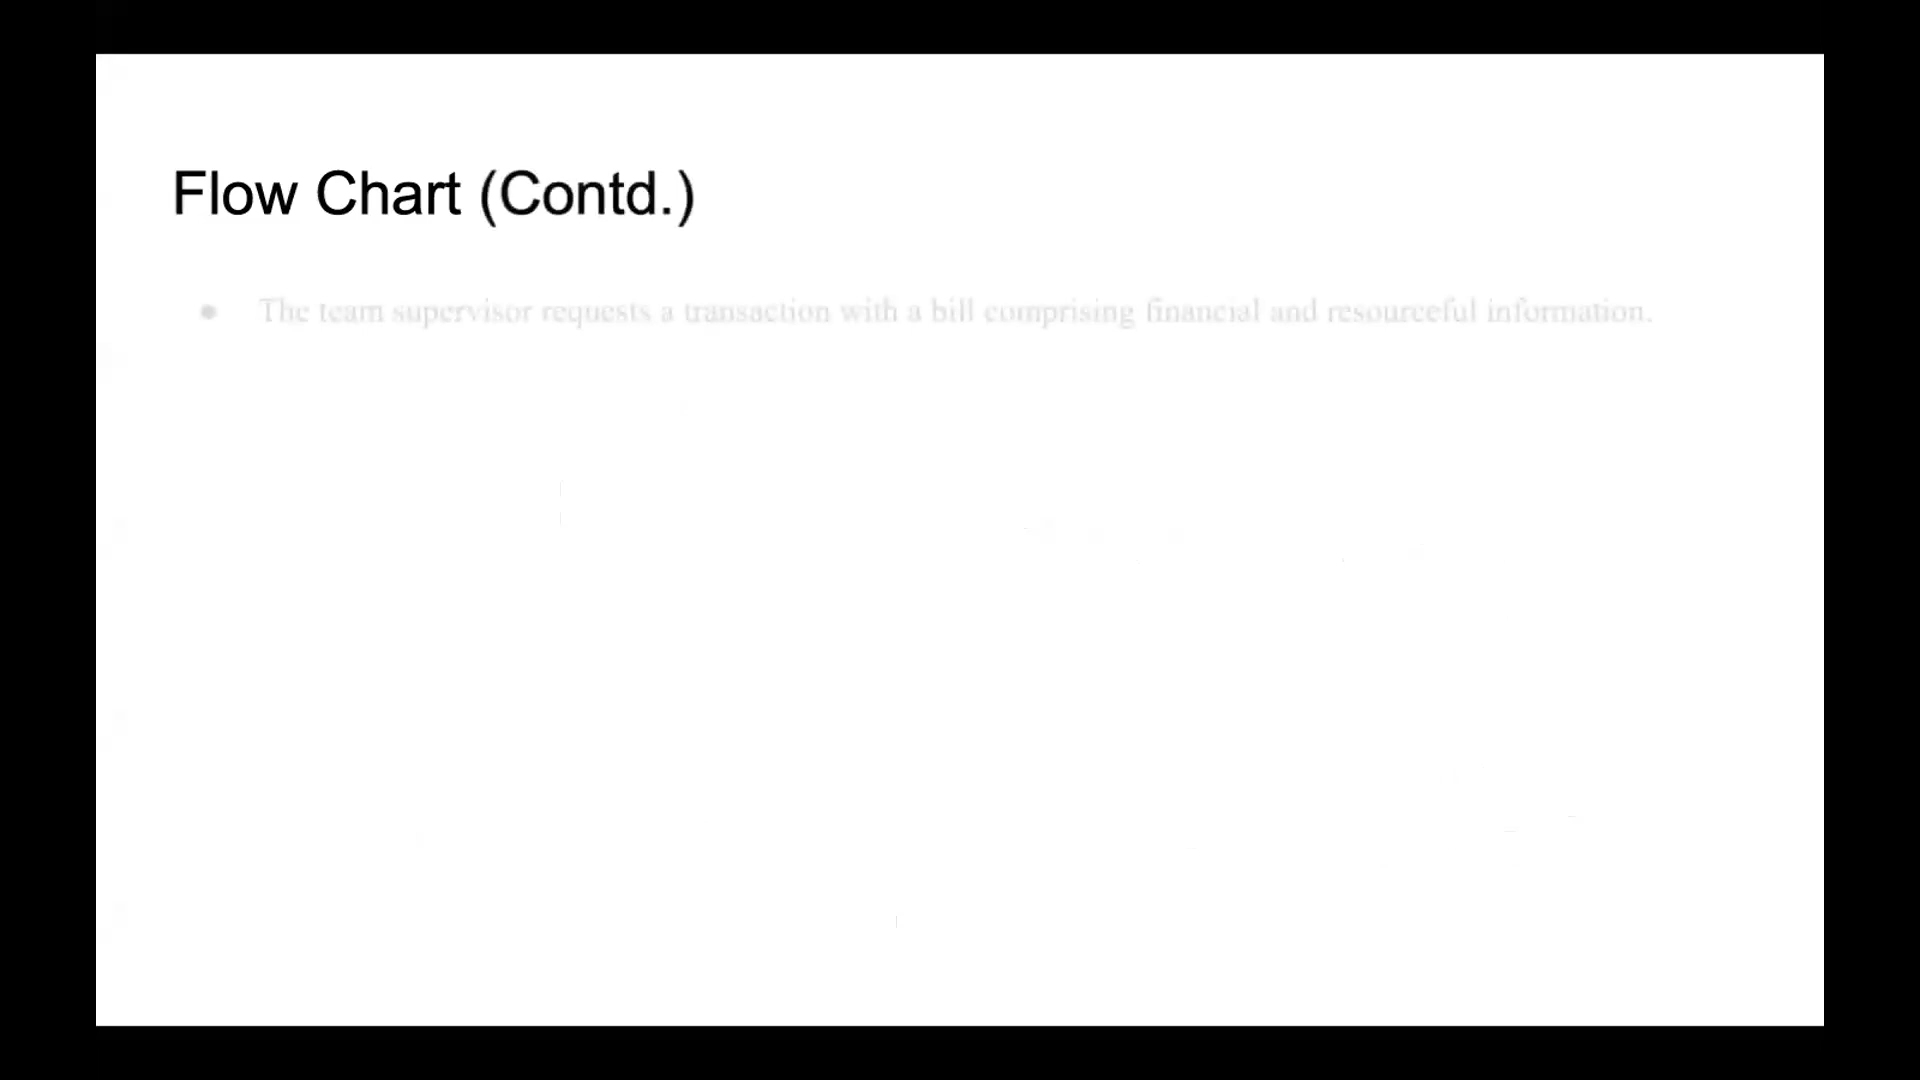 Flow Chart (Contd.)
● The team supervisor requests a transaction with a bill comprising financial and resourceful information.